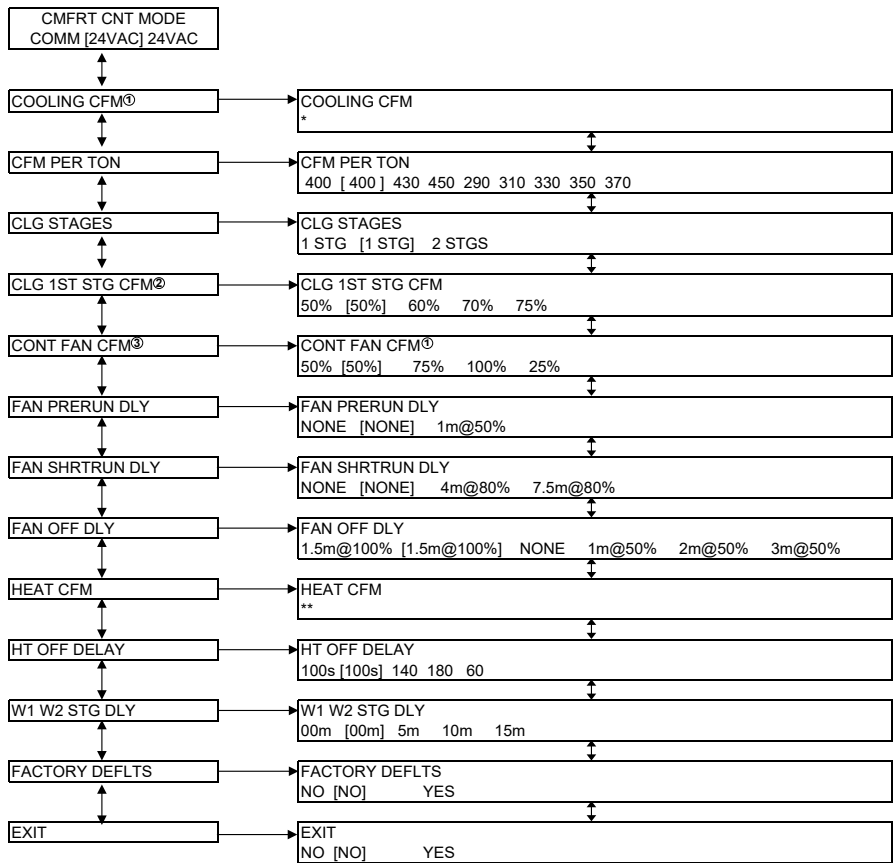 CMFRT CNT MODE
COMM [24VAC] 24VAC
COOLING CFM①
COOLING CFM
*
CFM PER TON
CFM PER TON
400 [ 400 ] 430 450 290 310 330 350 370
CLG STAGES
CLG STAGES
1 STG [1 STG] 2 STGS
CLG 1ST STG CFM②
CLG 1ST STG CFM
50% [50%] 60% 70% 75%
CONT FAN CFM③
CONT FAN CFM①
50% [50%] 75% 100% 25%
FAN PRERUN DLY
FAN PRERUN DLY
NONE [NONE] 1m@50%
FAN SHRTRUN DLY
FAN SHRTRUN DLY
NONE [NONE] 4m@80% 7.5m@80%
FAN OFF DLY
FAN OFF DLY
1.5m@100% [1.5m@100%] NONE 1m@50% 2m@50% 3m@50%
HEAT CFM
HEAT CFM
**
HT OFF DELAY
HT OFF DELAY
100s [100s] 140 180 60
W1 W2 STG DLY
W1 W2 STG DLY
00m [00m] 5m 10m 15m
FACTORY DEFLTS
FACTORY DEFLTS
NO [NO] YES
EXIT
EXIT
NO [NO] YES